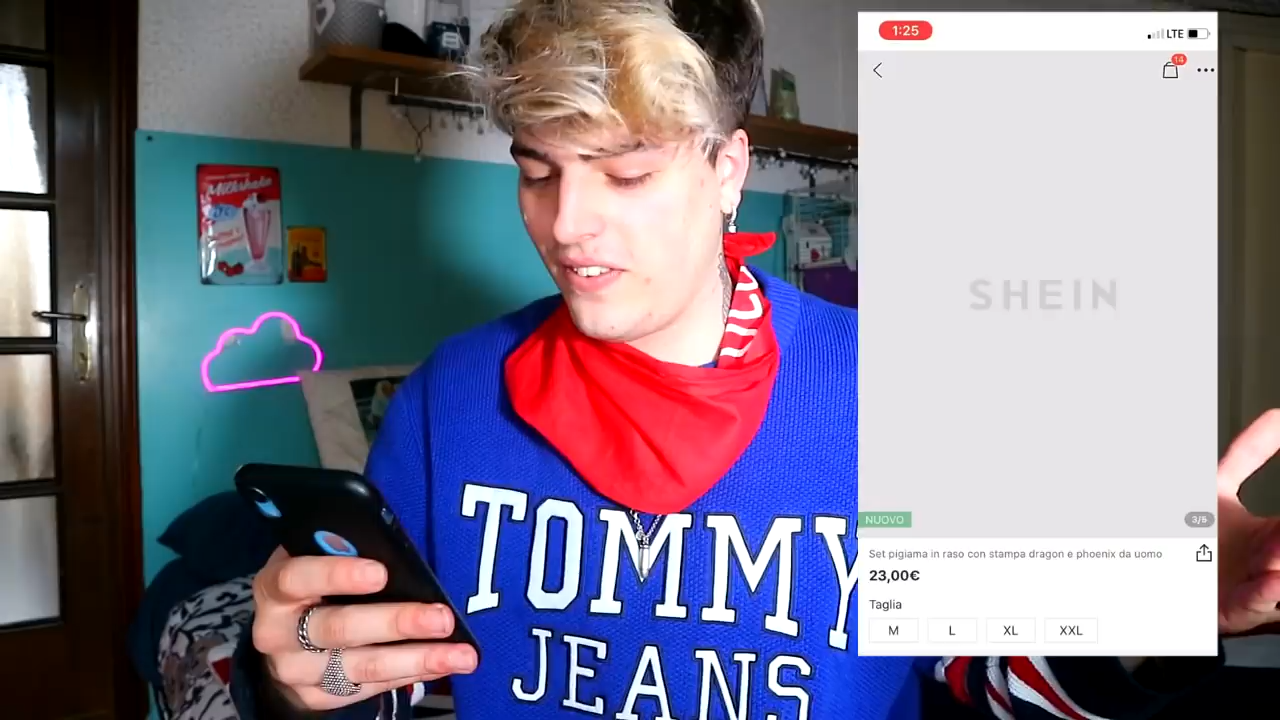 Milkshake
TOMMY
JEANS
1:25
LTE
14
SHEIN
NUOVO
3/5
Set pigiama in raso con stampa dragon e phoenix da uomo
23,00€
Taglia
M
L
XL
XXL